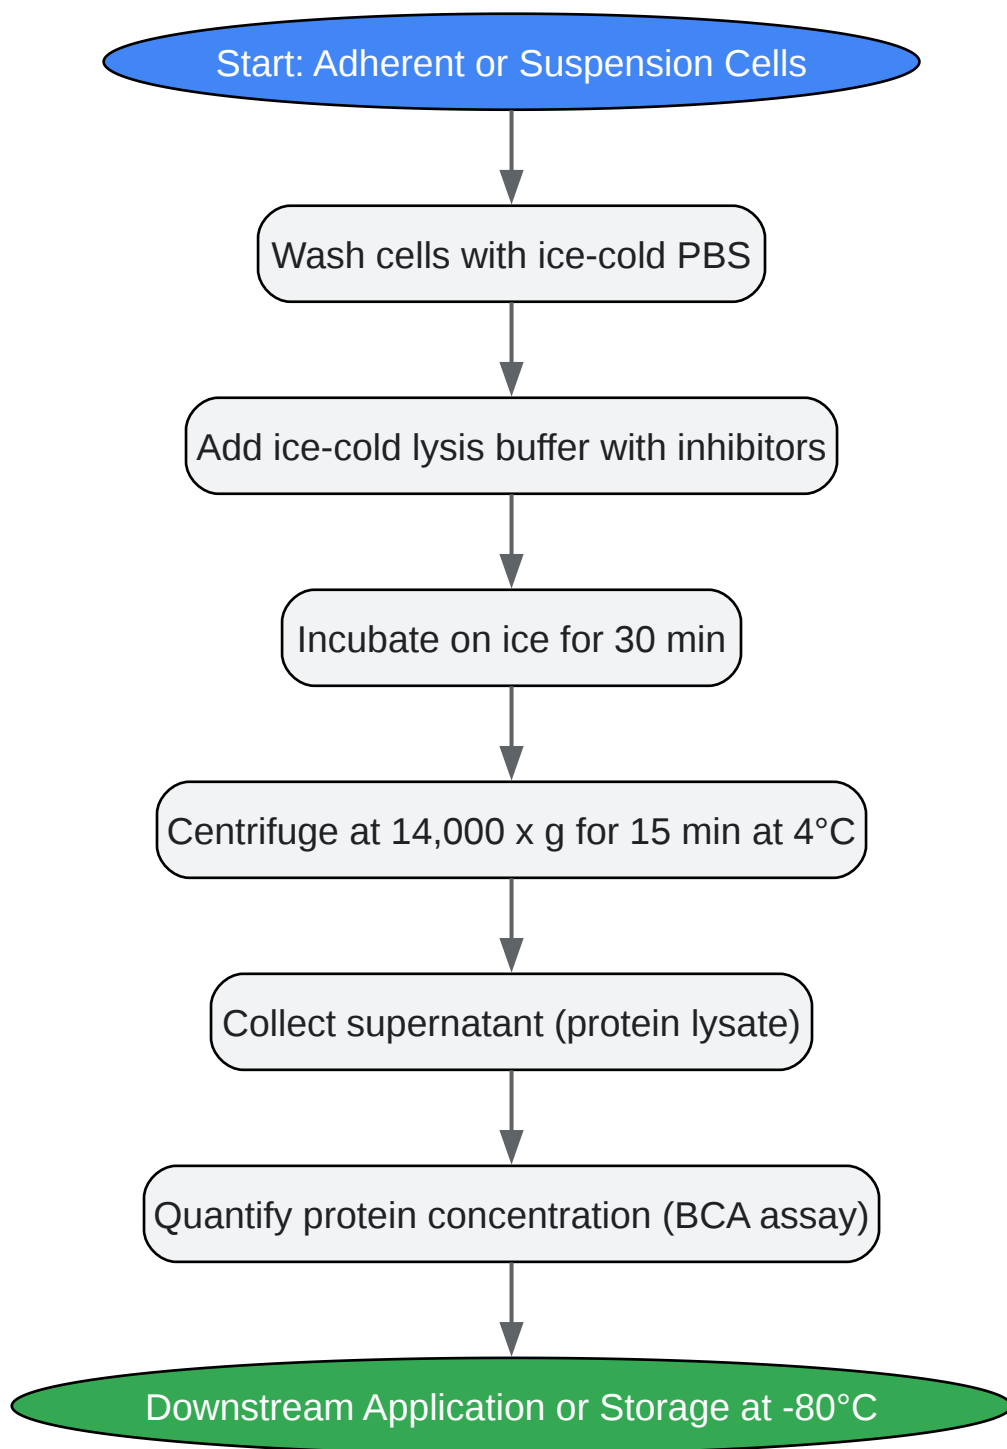 Start: Adherent or Suspension Cells
Wash cells with ice-cold PBS
Add ice-cold lysis buffer with inhibitors
Incubate on ice for 30 min
Centrifuge at 14,000 x g for 15 min at 4°C
Collect supernatant (protein lysate)
Quantify protein concentration (BCA assay)
Downstream Application or Storage at -80°C